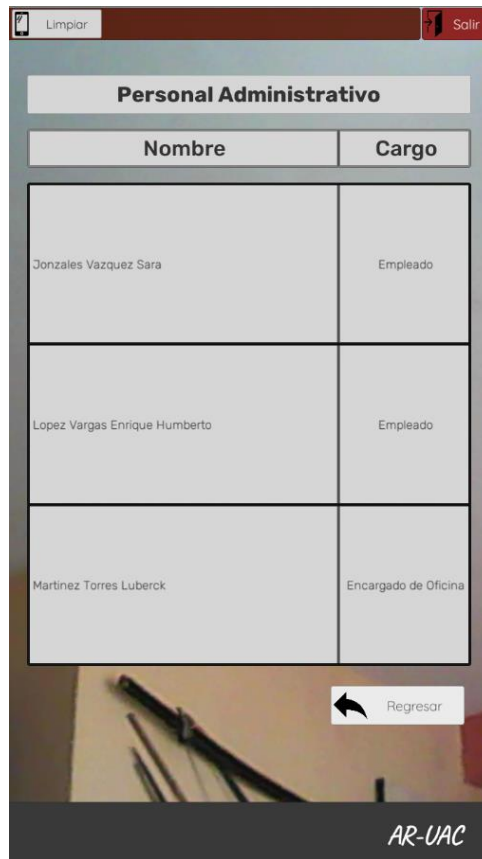 Limpiar
Salir
Personal Administrativo
Nombre Cargo
Jonzales Vazquez Sara Empleado
Lopez Vargas Enrique Humberto Empleado
Martinez Torres Luberck Encargado de Oficina
Regresar
AR-UAC